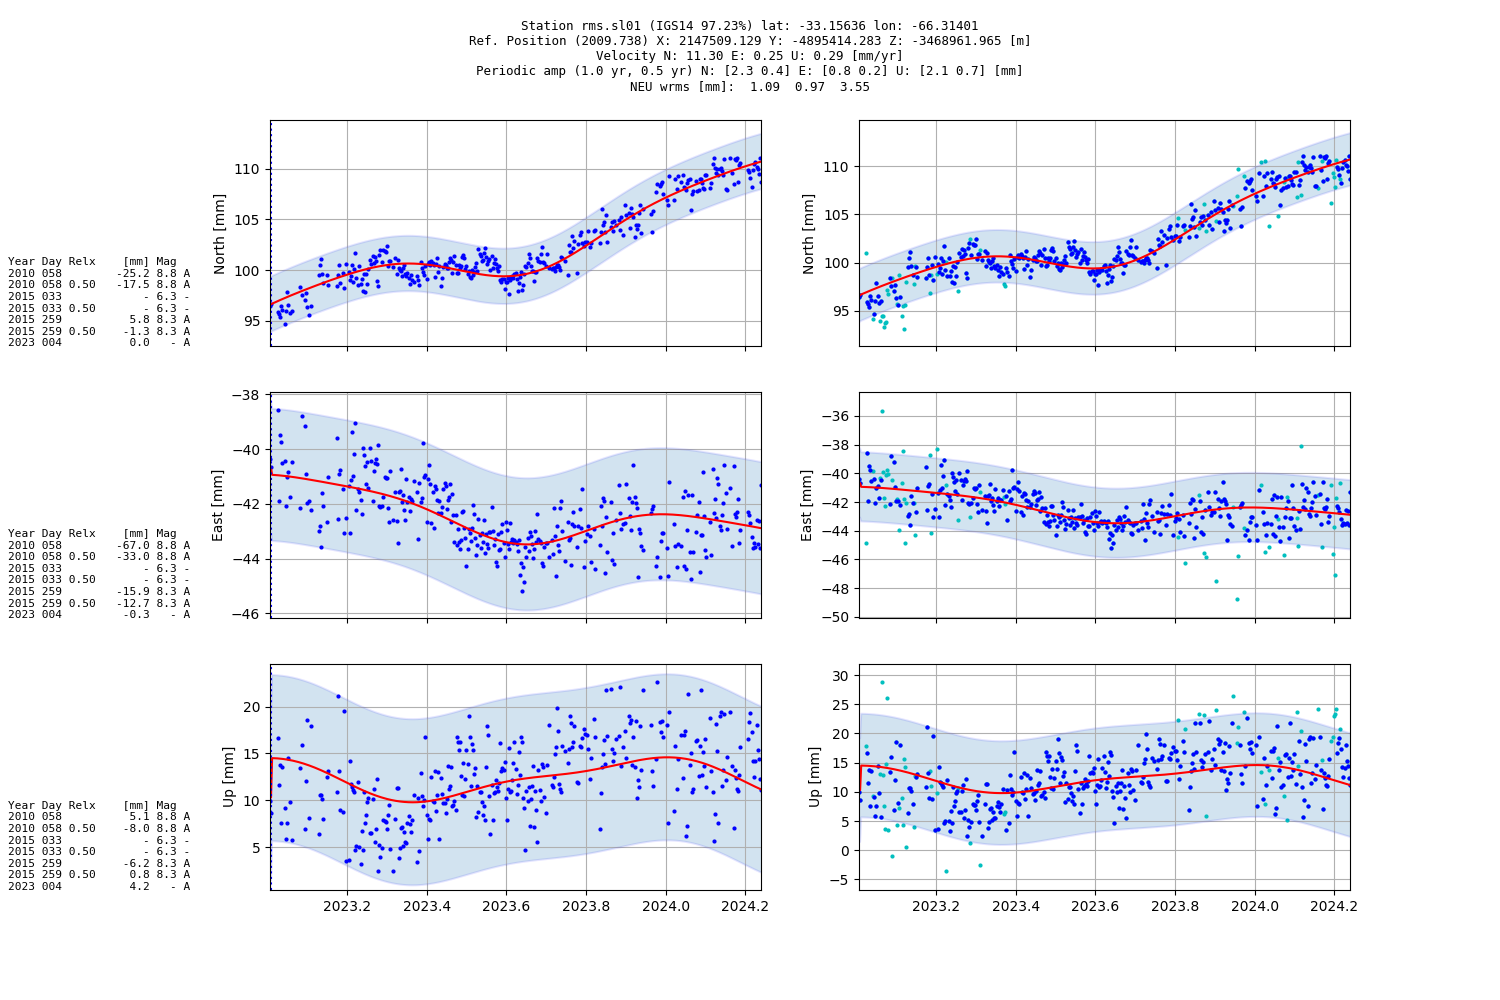 Station rms.sl01 (IGS14 97.23%) lat: -33.15636 lon: -66.31401
Ref. Position (2009.738) X: 2147509.129 Y: -4895414.283 Z: -3468961.965 [m]
Velocity N: 11.30 E: 0.25 U: 0.29 [mm/yr]
Periodic amp (1.0 yr, 0.5 yr) N: [2.3 0.4] E: [0.8 0.2] U: [2.1 0.7] [mm]
NEU wrms [mm]: 1.09 0.97 3.55
Year Day Relx [mm] Mag
2010 058 -25.2 8.8 A
2010 058 0.50 -17.5 8.8 A
2015 033 - 6.3 -
2015 033 0.50 - 6.3 -
2015 259 5.8 8.3 A
2015 259 0.50 -1.3 8.3 A
2023 004 0.0 - A
North [mm]
110
105
100
95
North [mm]
110
105
100
95
Year Day Relx [mm] Mag
2010 058 -67.0 8.8 A
2010 058 0.50 -33.0 8.8 A
2015 033 - 6.3 -
2015 033 0.50 - 6.3 -
2015 259 -15.9 8.3 A
2015 259 0.50 -12.7 8.3 A
2023 004 -0.3 - A
East [mm]
−38
−40
−42
−44
−46
East [mm]
−36
−38
−40
−42
−44
−46
−48
−50
Year Day Relx [mm] Mag
2010 058 5.1 8.8 A
2010 058 0.50 -8.0 8.8 A
2015 033 - 6.3 -
2015 033 0.50 - 6.3 -
2015 259 -6.2 8.3 A
2015 259 0.50 0.8 8.3 A
2023 004 4.2 - A
Up [mm]
20
15
10
5
2023.2 2023.4 2023.6 2023.8 2024.0 2024.2
Up [mm]
30
25
20
15
10
5
0
−5
2023.2 2023.4 2023.6 2023.8 2024.0 2024.2